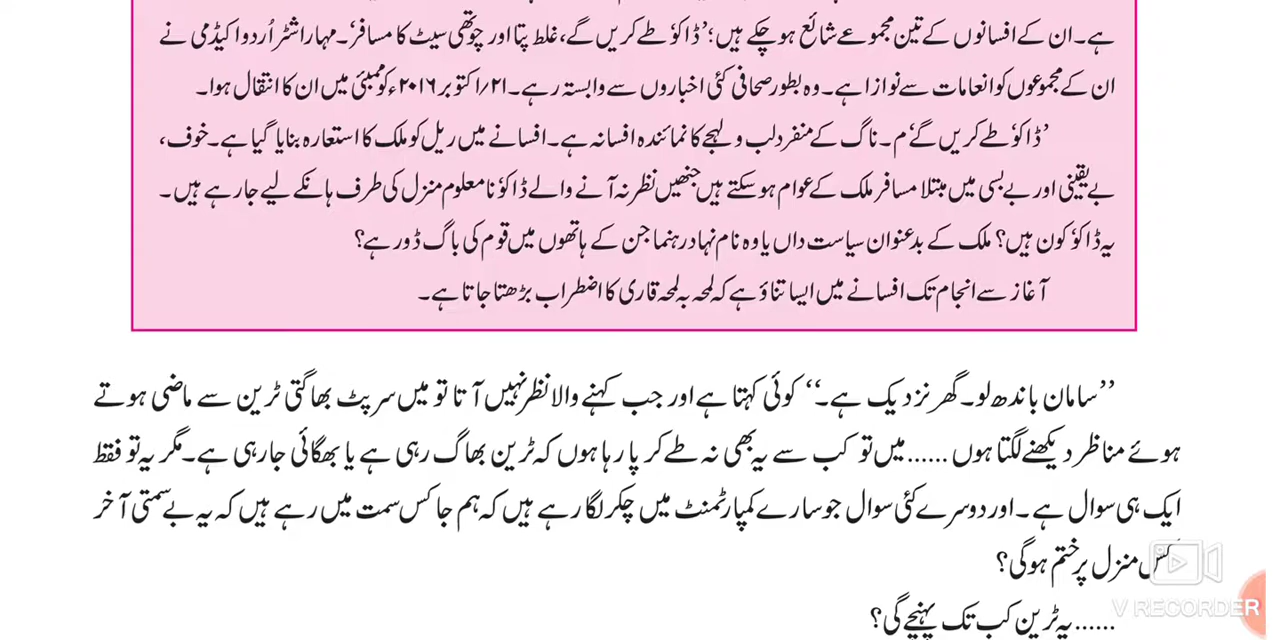 ہے۔ ان کے افسانوں کے تین مجموعے شائع ہو چکے ہیں؛ 'ڈاکو طے کریں گے، غلط پتا اور چوتھی سیٹ کا مسافر'۔ مہاراشٹر اُردو اکیڈمی نے
ان کے مجموعوں کو انعامات سے نوازا ہے۔ وہ بطور صحافی کئی اخباروں سے وابستہ رہے۔ ۲۱؍ اکتوبر ۲۰۱۶ء کو ممبئی میں ان کا انتقال ہوا۔
'ڈاکو طے کریں گے' م۔ ناگ کے منفرد لب و لہجے کا نمائندہ افسانہ ہے۔ افسانے میں ریل کو ملک کا استعارہ بنایا گیا ہے۔ خوف،
بے یقینی اور بے بسی میں مبتلا مسافر ملک کے عوام ہو سکتے ہیں جنھیں نظر نہ آنے والے ڈاکو نامعلوم منزل کی طرف ہانکے لیے جا رہے ہیں۔
یہ ڈاکو کون ہیں؟ ملک کے بدعنوان سیاست داں یا وہ نام نہاد رہنما جن کے ہاتھوں میں قوم کی باگ ڈور ہے؟
آغاز سے انجام تک افسانے میں ایسا تناؤ ہے کہ لمحہ بہ لمحہ قاری کا اضطراب بڑھتا جاتا ہے۔
''سامان باندھ لو۔ گھر نزدیک ہے۔'' کوئی کہتا ہے اور جب کہنے والا نظر نہیں آتا تو میں سرپٹ بھاگتی ٹرین سے ماضی ہوتے
ہوئے مناظر دیکھنے لگتا ہوں ......میں تو کب سے یہ بھی نہ طے کر پا رہا ہوں کہ ٹرین بھاگ رہی ہے یا بھگائی جا رہی ہے۔ مگر یہ تو فقط
ایک ہی سوال ہے۔ اور دوسرے کئی سوال جو سارے کمپارٹمنٹ میں چکر لگا رہے ہیں کہ ہم جا کس سمت میں رہے ہیں کہ یہ بے سمتی آخر
کس منزل پر ختم ہوگی؟
...... یہ ٹرین کب تک پہنچے گی؟
V RECORDER